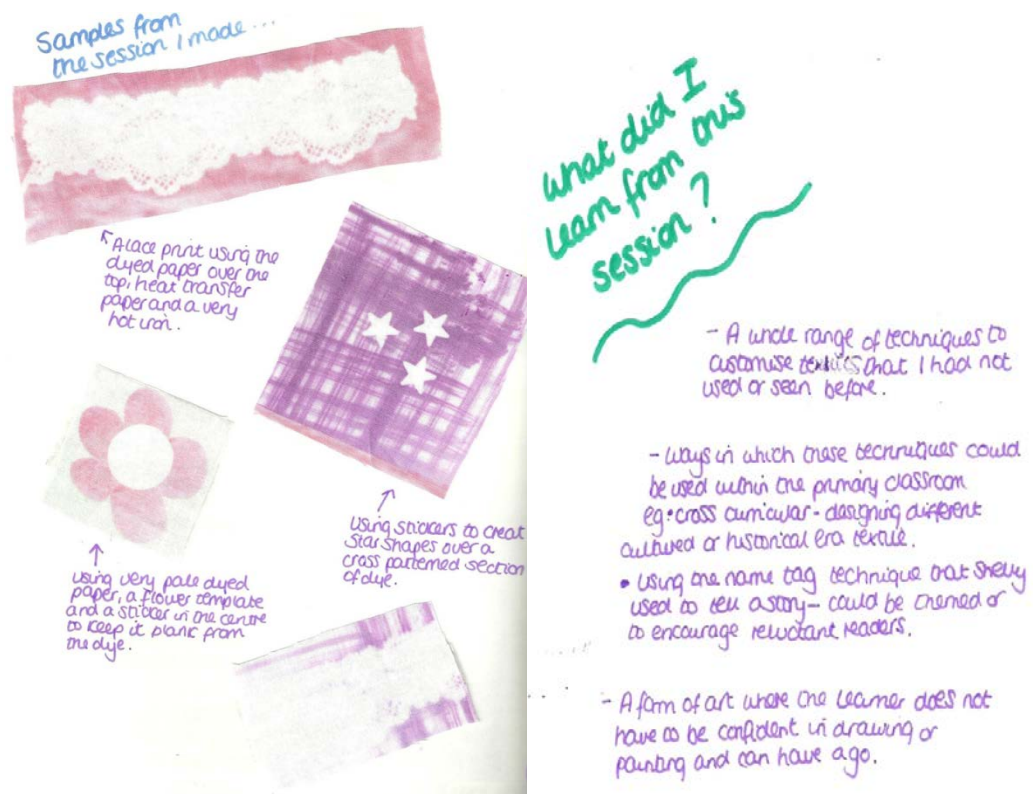 Samples from
the session I made...
A lace print using the
dyed paper over the
top, heat transfer
paper and a very
hot iron.
Using stickers to creat
star shapes over a
cross patterned section
of dye.
Using very pale dyed
paper, a flower template
and a sticker in the centre
to keep it blank from
the dye.
What did I
learn from this
session?
- A whole range of techniques to
customise textiles that I had not
used or seen before.
- Ways in which these techniques could
be used within the primary classroom
eg • cross curricular - designing different
cultured or historical era textile.
• Using the name tag technique that Shelly
used to tell a story - could be themed or
to encourage reluctant readers.
- A form of art where the learner does not
have to be confident in drawing or
painting and can have a go.